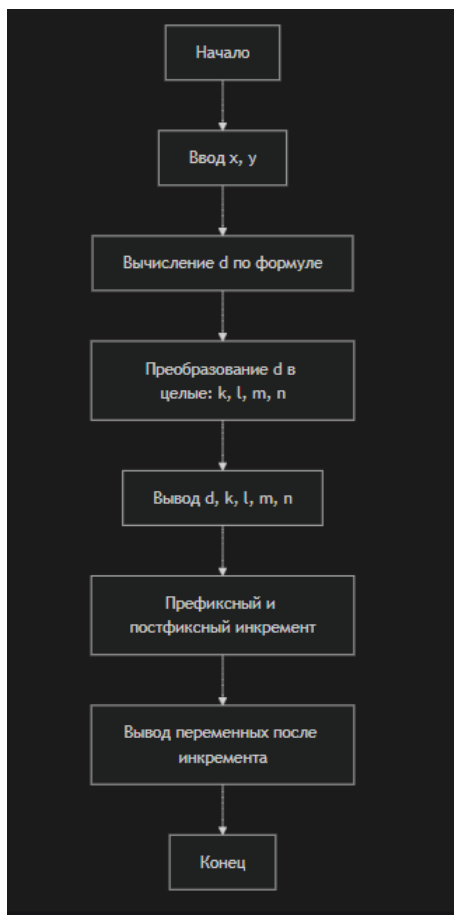 Начало
Ввод x, y
Вычисление d по формуле
Преобразование d в
целые: k, l, m, n
Вывод d, k, l, m, n
Префиксный и
постфиксный инкремент
Вывод переменных после
инкремента
Конец